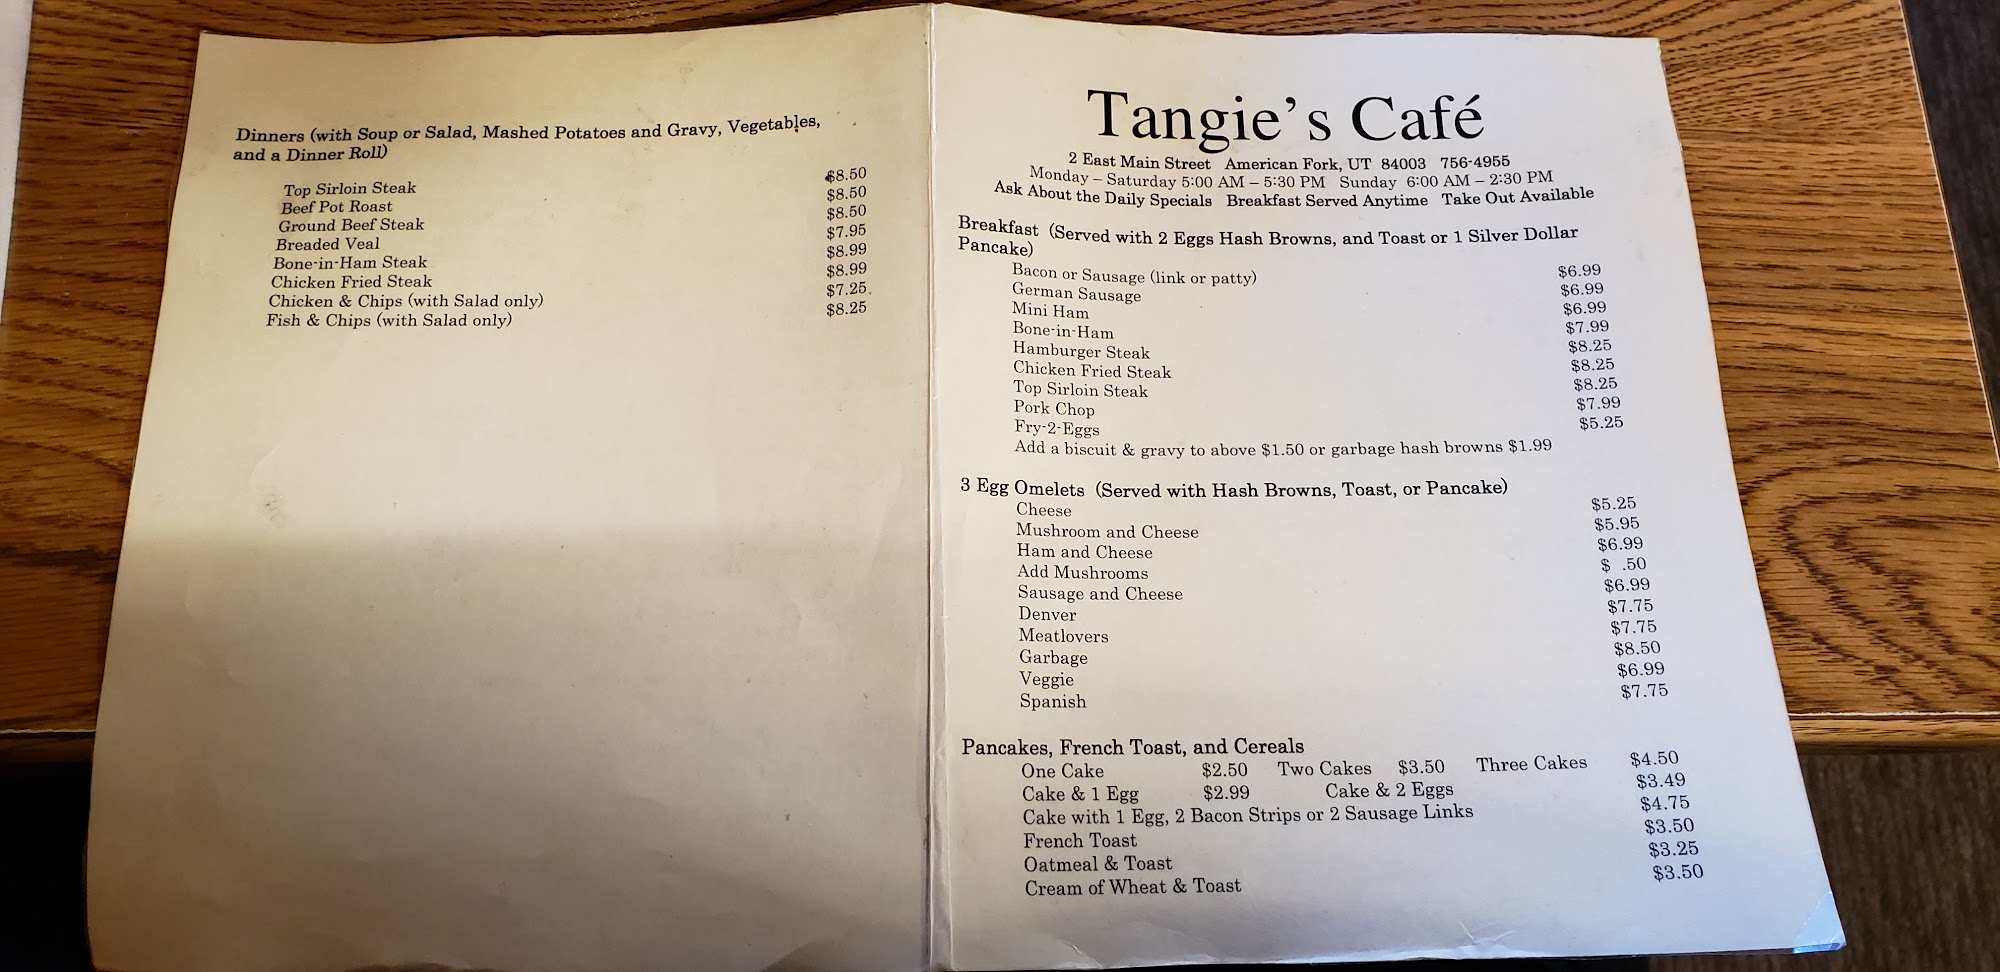 Dinners (with Soup or Salad, Mashed Potatoes and Gravy, Vegetables,
and a Dinner Roll)
Top Sirloin Steak $8.50
Beef Pot Roast $8.50
Ground Beef Steak $8.50
Breaded Veal $7.95
Bone-in-Ham Steak $8.99
Chicken Fried Steak $8.99
Chicken & Chips (with Salad only) $7.25
Fish & Chips (with Salad only) $8.25
Tangie's Café
2 East Main Street American Fork, UT 84003 756-4955
Monday – Saturday 5:00 AM – 5:30 PM Sunday 6:00 AM – 2:30 PM
Ask About the Daily Specials Breakfast Served Anytime Take Out Available
Breakfast (Served with 2 Eggs Hash Browns, and Toast or 1 Silver Dollar
Pancake)
Bacon or Sausage (link or patty) $6.99
German Sausage $6.99
Mini Ham $6.99
Bone-in-Ham $7.99
Hamburger Steak $8.25
Chicken Fried Steak $8.25
Top Sirloin Steak $8.25
Pork Chop $7.99
Fry-2-Eggs $5.25
Add a biscuit & gravy to above $1.50 or garbage hash browns $1.99
3 Egg Omelets (Served with Hash Browns, Toast, or Pancake)
Cheese $5.25
Mushroom and Cheese $5.95
Ham and Cheese $6.99
Add Mushrooms $ .50
Sausage and Cheese $6.99
Denver $7.75
Meatlovers $7.75
Garbage $8.50
Veggie $6.99
Spanish $7.75
Pancakes, French Toast, and Cereals
One Cake $2.50 Two Cakes $3.50 Three Cakes $4.50
Cake & 1 Egg $2.99 Cake & 2 Eggs $3.49
Cake with 1 Egg, 2 Bacon Strips or 2 Sausage Links $4.75
French Toast $3.50
Oatmeal & Toast $3.25
Cream of Wheat & Toast $3.50